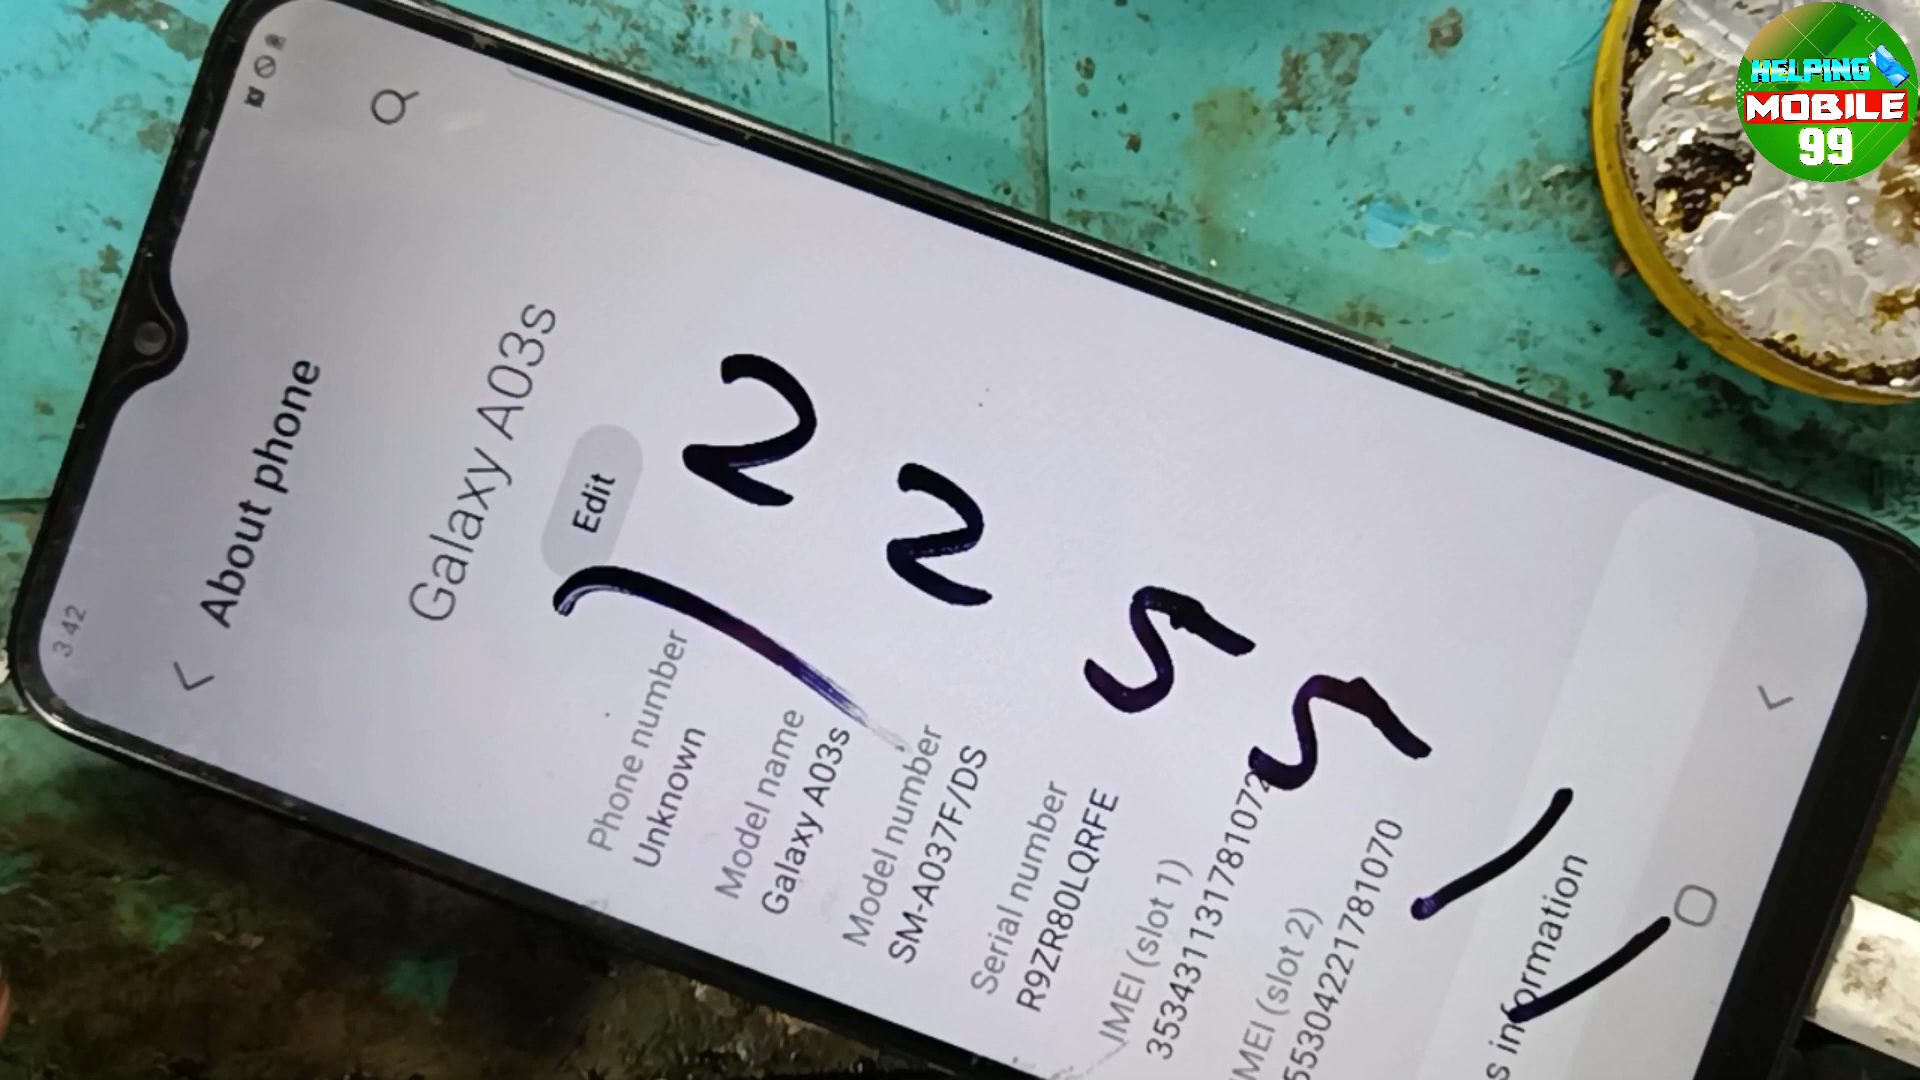 3:42
About phone
Galaxy A03s
Edit
Phone number
Unknown
Model name
Galaxy A03s
Model number
SM-A037F/DS
Serial number
R9ZR80LQRFE
IMEI (slot 1)
353431131781072
IMEI (slot 2)
information
HELPING
MOBILE
99